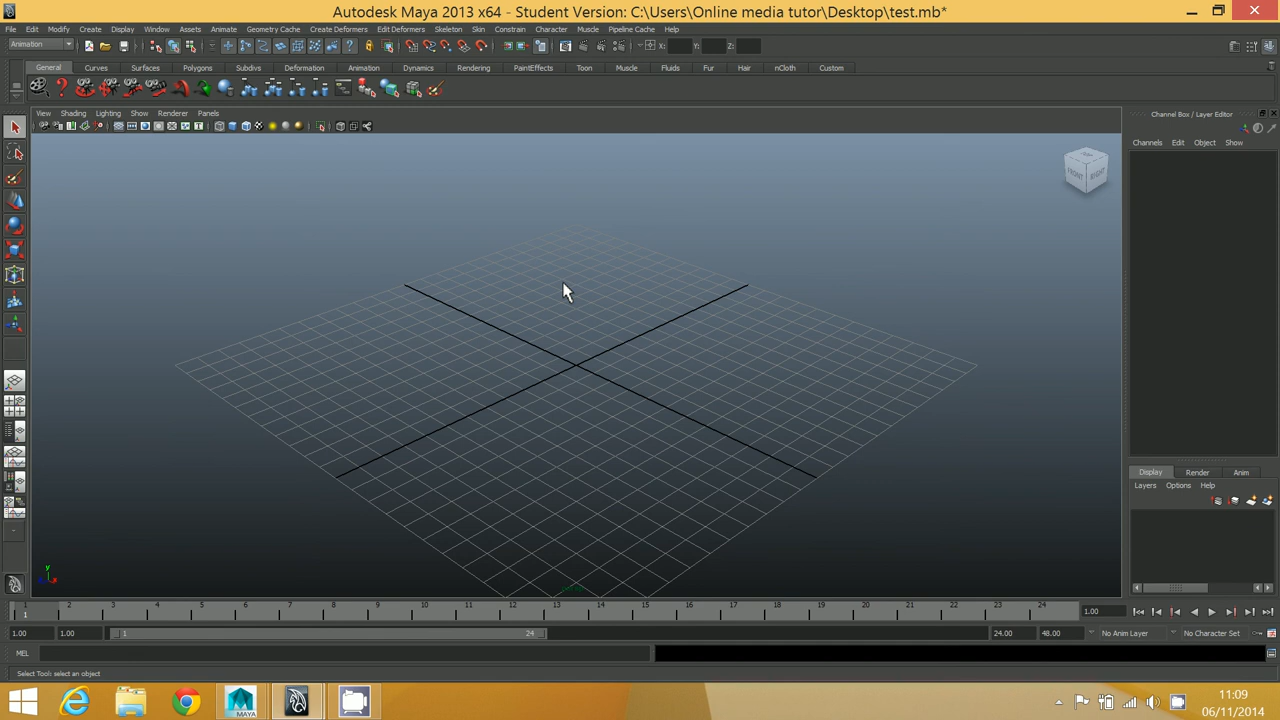 Autodesk Maya 2013 x64 - Student Version: C:\Users\Online media tutor\Desktop\test.mb*
File Edit Modify Create Display Window Assets Animate Geometry Cache Create Deformers Edit Deformers Skeleton Skin Constrain Character Muscle Pipeline Cache Help
Animation X: Y: Z:
General Curves Surfaces Polygons Subdivs Deformation Animation Dynamics Rendering PaintEffects Toon Muscle Fluids Fur Hair nCloth Custom
View Shading Lighting Show Renderer Panels
Channel Box / Layer Editor
Channels Edit Object Show
FRONT RIGHT
Display Render Anim
Layers Options Help
y
x
persp
1 2 3 4 5 6 7 8 9 10 11 12 13 14 15 16 17 18 19 20 21 22 23 24
1
1.00
1.00 1.00 1 24 24.00 48.00 No Anim Layer No Character Set
MEL
Select Tool: select an object
MAYA
11:09
06/11/2014